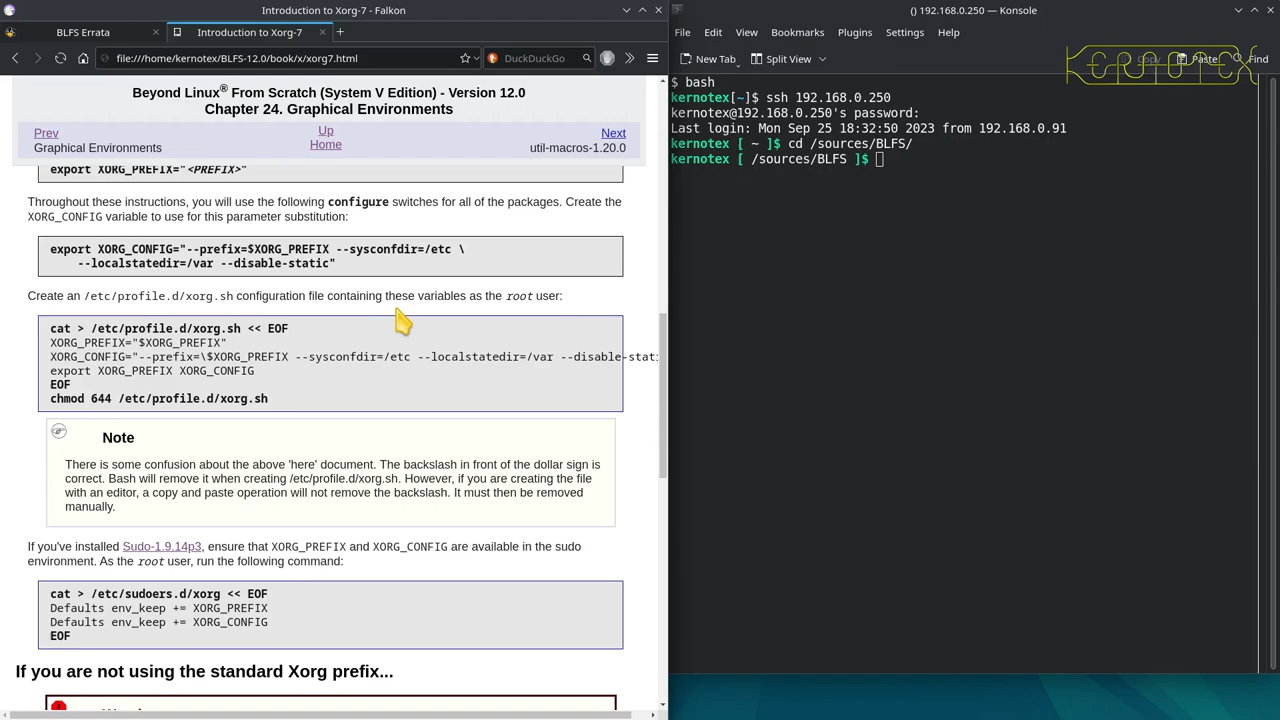 Introduction to Xorg-7 - Falkon
BLFS Errata
Introduction to Xorg-7
file:///home/kernotex/BLFS-12.0/book/x/xorg7.html
DuckDuckGo
Beyond Linux® From Scratch (System V Edition) - Version 12.0
Chapter 24. Graphical Environments
Prev
Up
Next
Graphical Environments
Home
util-macros-1.20.0
export XORG_PREFIX="<PREFIX>"
Throughout these instructions, you will use the following configure switches for all of the packages. Create the
XORG_CONFIG variable to use for this parameter substitution:
export XORG_CONFIG="--prefix=$XORG_PREFIX --sysconfdir=/etc \
--localstatedir=/var --disable-static"
Create an /etc/profile.d/xorg.sh configuration file containing these variables as the root user:
cat > /etc/profile.d/xorg.sh << EOF
XORG_PREFIX="$XORG_PREFIX"
XORG_CONFIG="--prefix=\$XORG_PREFIX --sysconfdir=/etc --localstatedir=/var --disable-stati
export XORG_PREFIX XORG_CONFIG
EOF
chmod 644 /etc/profile.d/xorg.sh
Note
There is some confusion about the above 'here' document. The backslash in front of the dollar sign is
correct. Bash will remove it when creating /etc/profile.d/xorg.sh. However, if you are creating the file
with an editor, a copy and paste operation will not remove the backslash. It must then be removed
manually.
If you've installed Sudo-1.9.14p3, ensure that XORG_PREFIX and XORG_CONFIG are available in the sudo
environment. As the root user, run the following command:
cat > /etc/sudoers.d/xorg << EOF
Defaults env_keep += XORG_PREFIX
Defaults env_keep += XORG_CONFIG
EOF
If you are not using the standard Xorg prefix...
() 192.168.0.250 — Konsole
File Edit View Bookmarks Plugins Settings Help
New Tab
Split View
Copy
Paste
Find
KERNOTEX
$ bash
kernotex[~]$ ssh 192.168.0.250
kernotex@192.168.0.250's password:
Last login: Mon Sep 25 18:32:50 2023 from 192.168.0.91
kernotex [ ~ ]$ cd /sources/BLFS/
kernotex [ /sources/BLFS ]$